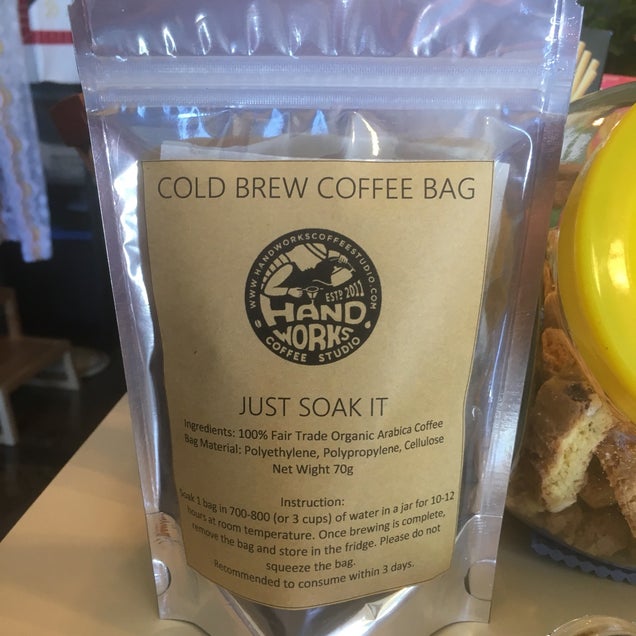 COLD BREW COFFEE BAG
WWW.HANDWORKSCOFFEESTUDIO.COM
ESTD 2011
HAND
WORKS
COFFEE STUDIO
JUST SOAK IT
Ingredients: 100% Fair Trade Organic Arabica Coffee
Bag Material: Polyethylene, Polypropylene, Cellulose
Net Wight 70g
Instruction:
Soak 1 bag in 700-800 (or 3 cups) of water in a jar for 10-12
hours at room temperature. Once brewing is complete,
remove the bag and store in the fridge. Please do not
squeeze the bag.
Recommended to consume within 3 days.